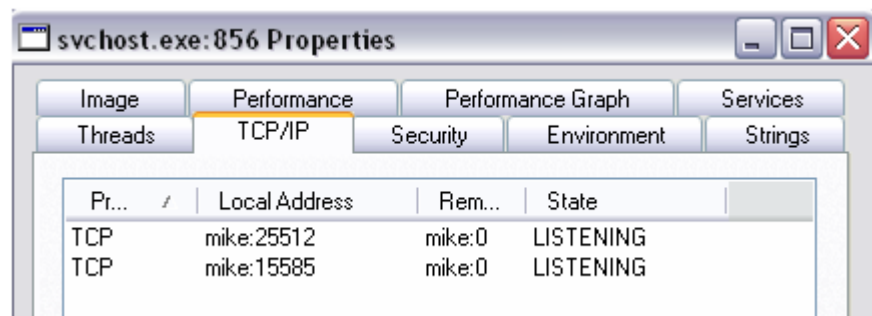 svchost.exe:856 Properties
Image Performance Performance Graph Services
Threads TCP/IP Security Environment Strings
Pr... / Local Address Rem... State
TCP mike:25512 mike:0 LISTENING
TCP mike:15585 mike:0 LISTENING